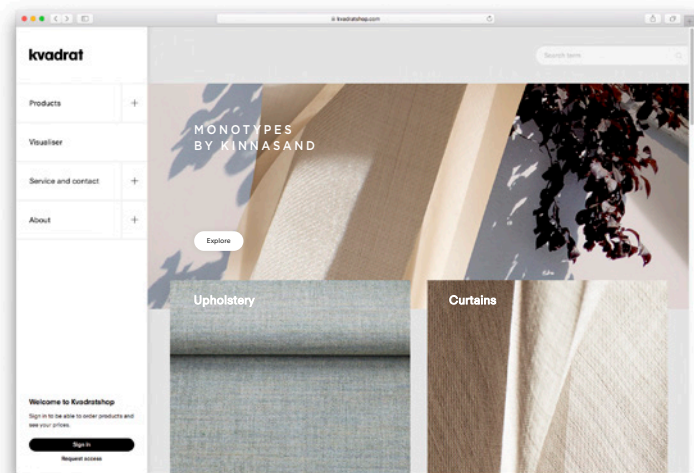 kvadratshop.com
kvadrat
Search term
Products
+
Visualiser
Service and contact
+
About
+
MONOTYPES
BY KINNASAND
Explore
Upholstery
Curtains
Welcome to Kvadratshop
Sign in to be able to order products and
see your prices.
Sign in
Request access